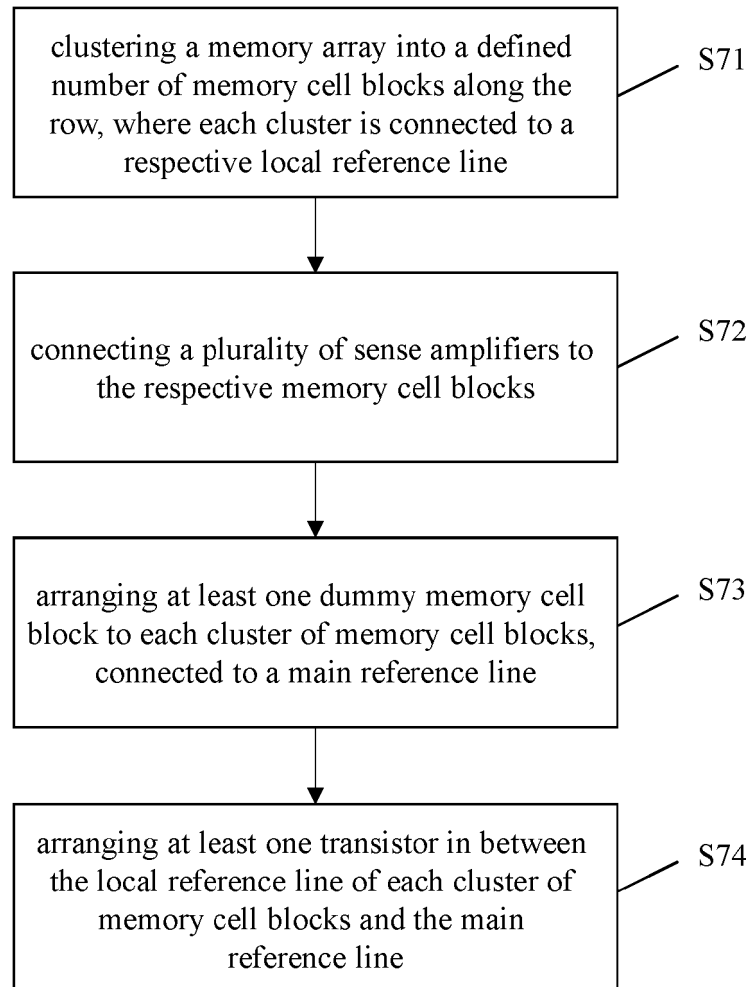 clustering a memory array into a defined
number of memory cell blocks along the
row, where each cluster is connected to a
respective local reference line
S71
connecting a plurality of sense amplifiers to
the respective memory cell blocks
S72
arranging at least one dummy memory cell
block to each cluster of memory cell blocks,
connected to a main reference line
S73
arranging at least one transistor in between
the local reference line of each cluster of
memory cell blocks and the main
reference line
S74